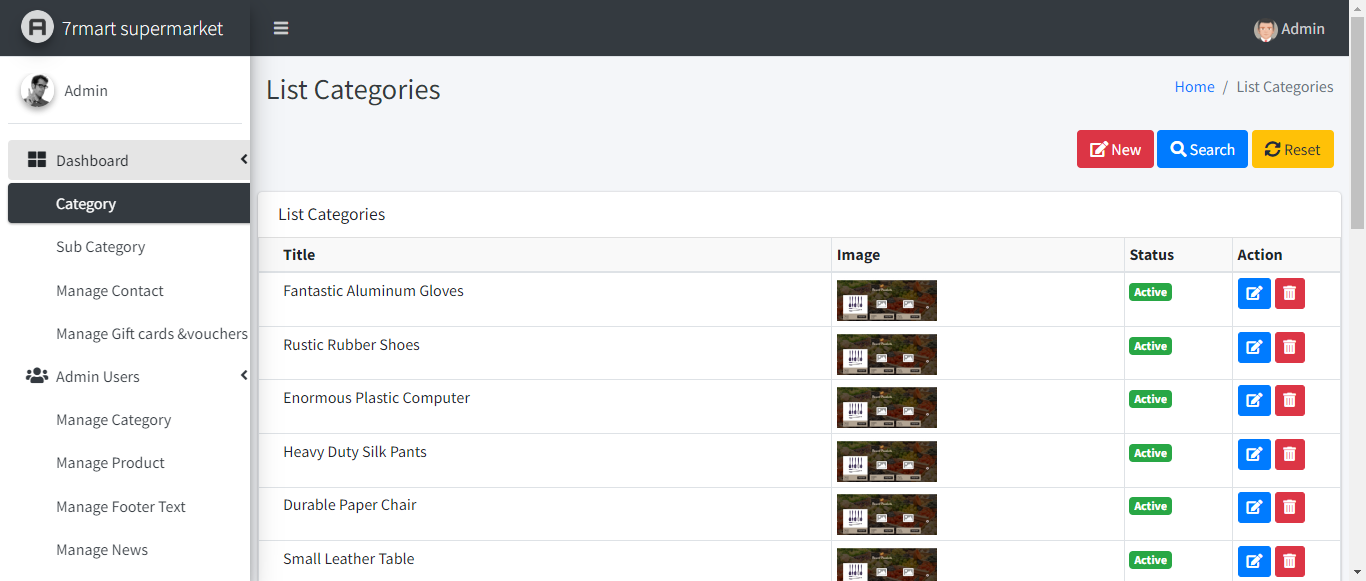 7rmart supermarket
Admin
Admin
List Categories
Home / List Categories
Dashboard
New
Search
Reset
Category
Sub Category
Manage Contact
Manage Gift cards &vouchers
Admin Users
Manage Category
Manage Product
Manage Footer Text
Manage News
List Categories
Title Image Status Action
Fantastic Aluminum Gloves Active
Rustic Rubber Shoes Active
Enormous Plastic Computer Active
Heavy Duty Silk Pants Active
Durable Paper Chair Active
Small Leather Table Active